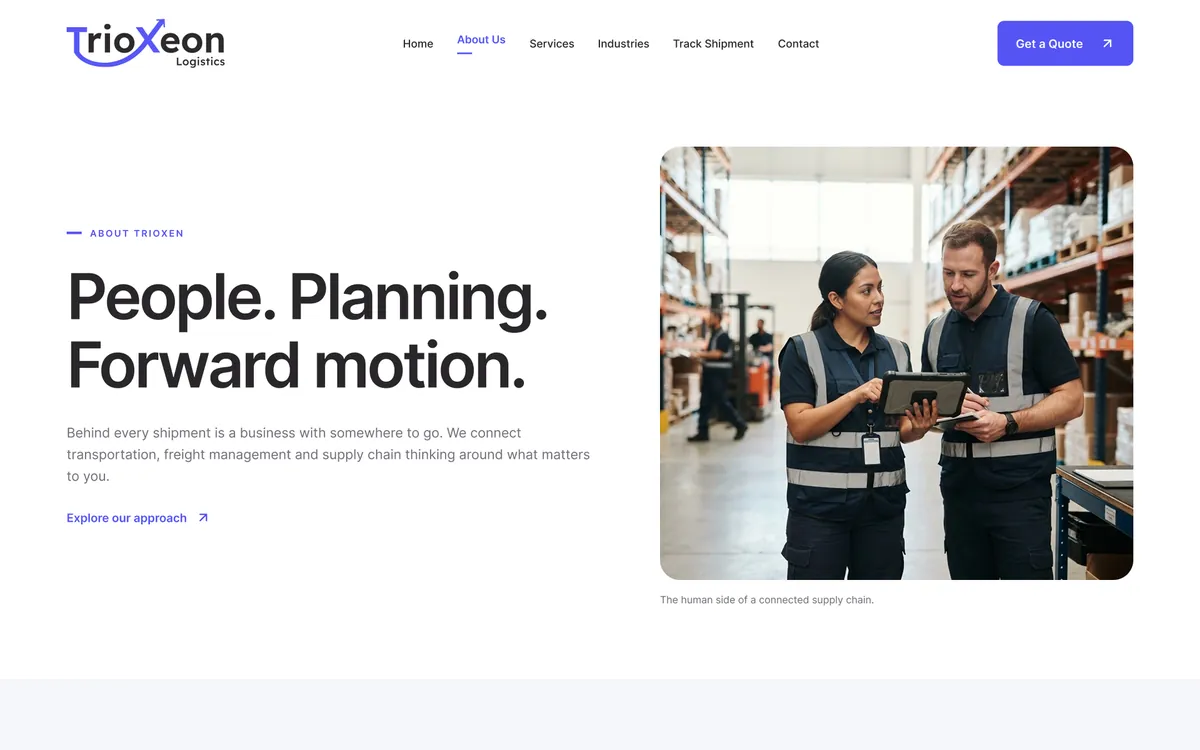 TrioXeon
Logistics
Home
About Us
Services
Industries
Track Shipment
Contact
Get a Quote
ABOUT TRIOXEN
People. Planning.
Forward motion.
Behind every shipment is a business with somewhere to go. We connect
transportation, freight management and supply chain thinking around what matters
to you.
Explore our approach
The human side of a connected supply chain.